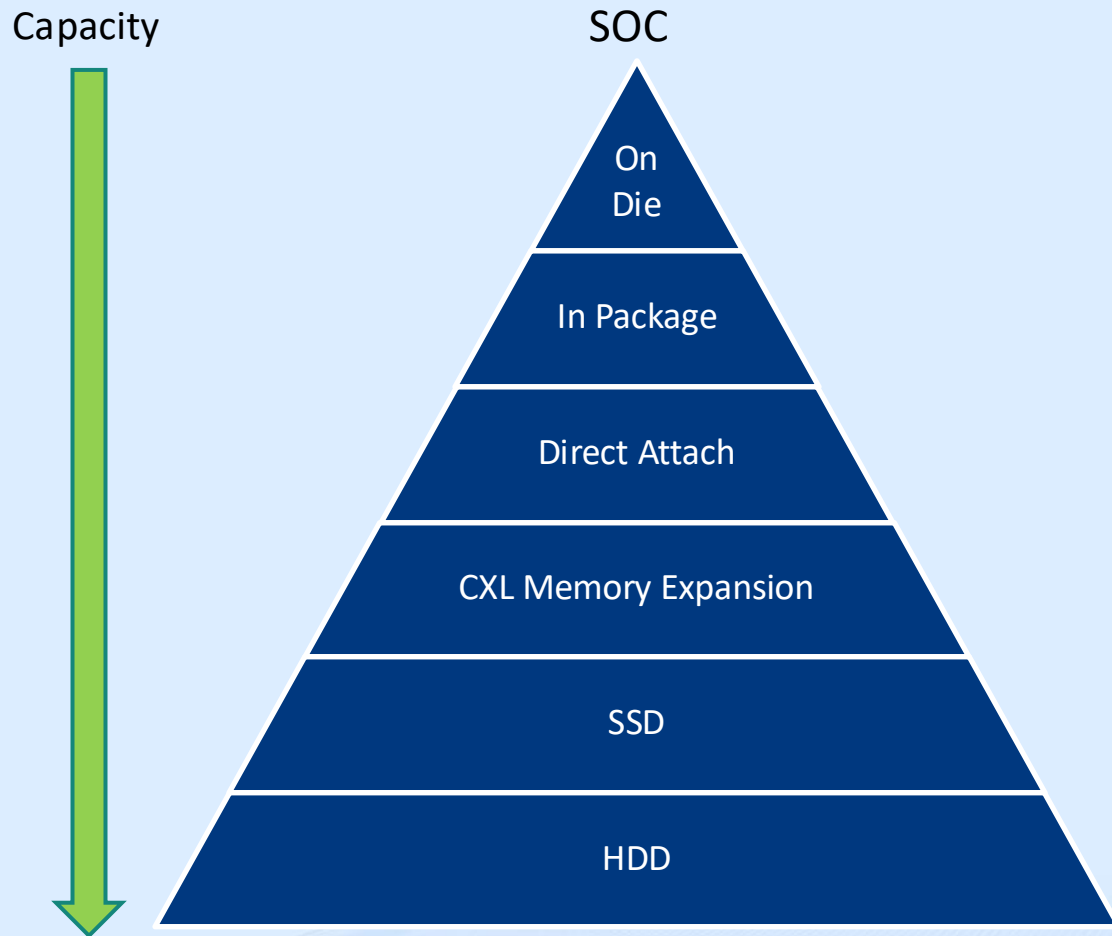 Capacity
SOC
On
Die
In Package
Direct Attach
CXL Memory Expansion
SSD
HDD